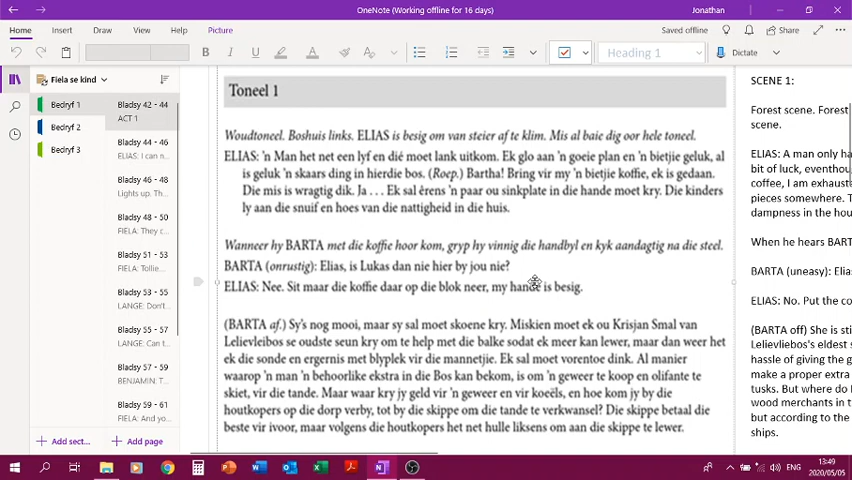 OneNote (Working offline for 16 days)
Jonathan
Home Insert Draw View Help Picture
Saved offline Share
B I U A Heading 1 Dictate
Fiela se kind
Bedryf 1
Bedryf 2
Bedryf 3
Bladsy 42 - 44
ACT 1
Bladsy 44 - 46
ELIAS: I can n
Bladsy 46 - 48
Lights up. Th
Bladsy 48 - 50
FIELA: They c
Bladsy 51 - 53
FIELA: Tollie
Bladsy 53 - 55
LANGE: Don't
Bladsy 55 - 57
LANGE: Can t
Bladsy 57 - 59
BENJAMIN: T
Bladsy 59 - 61
FIELA: And yo
Add sect...
Add page
Toneel 1
Woudtoneel. Boshuis links. ELIAS is besig om van steier af te klim. Mis al baie dig oor hele toneel.
ELIAS: 'n Man het net een lyf en dié moet lank uitkom. Ek glo aan 'n goeie plan en 'n bietjie geluk, al
is geluk 'n skaars ding in hierdie bos. (Roep.) Bartha! Bring vir my 'n bietjie koffie, ek is gedaan.
Die mis is wragtig dik. Ja . . . Ek sal êrens 'n paar ou sinkplate in die hande moet kry. Die kinders
ly aan die snuif en hoes van die nattigheid in die huis.
Wanneer hy BARTA met die koffie hoor kom, gryp hy vinnig die handbyl en kyk aandagtig na die steel.
BARTA (onrustig): Elias, is Lukas dan nie hier by jou nie?
ELIAS: Nee. Sit maar die koffie daar op die blok neer, my hande is besig.
(BARTA af.) Sy's nog mooi, maar sy sal moet skoene kry. Miskien moet ek ou Krisjan Smal van
Lelievleibos se oudste seun kry om te help met die balke sodat ek meer kan lewer, maar dan weer het
ek die sonde en ergernis met blyplek vir die mannetjie. Ek sal moet vorentoe dink. Al manier
waarop 'n man 'n behoorlike ekstra in die Bos kan bekom, is om 'n geweer te koop en olifante te
skiet, vir die tande. Maar waar kry jy geld vir 'n geweer en vir koeëls, en hoe kom jy by die
houtkopers op die dorp verby, tot by die skippe om die tande te verkwansel? Die skippe betaal die
beste vir ivoor, maar volgens die houtkopers het net hulle liksens om aan die skippe te lewer.
SCENE 1:
Forest scene. Forest
scene.
ELIAS: A man only ha
bit of luck, eventhou
coffee, I am exhaust
pieces somewhere. T
dampness in the hou
When he hears BART
BARTA (uneasy): Elia
ELIAS: No. Put the co
(BARTA off) She is sti
Lelievliebos's eldest s
hassle of giving the g
make a proper extra
tusks. But where do I
wood merchants in t
but according to the
ships.
ENG
13:49
2020/05/05